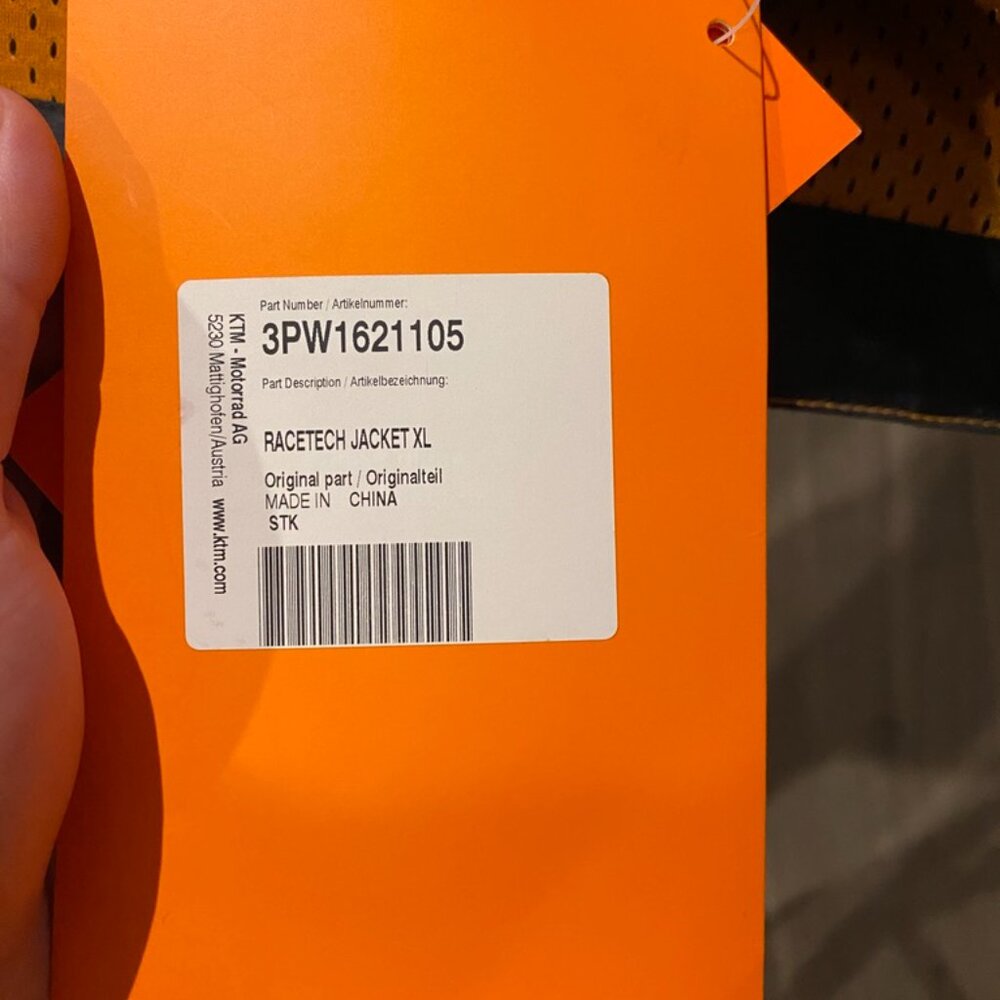 Part Number / Artikelnummer:
3PW1621105
Part Description / Artikelbezeichnung:
RACETECH JACKET XL
Original part / Originalteil
MADE IN CHINA
STK
KTM - Motorrad AG
5230 Mattighofen/Austria www.ktm.com